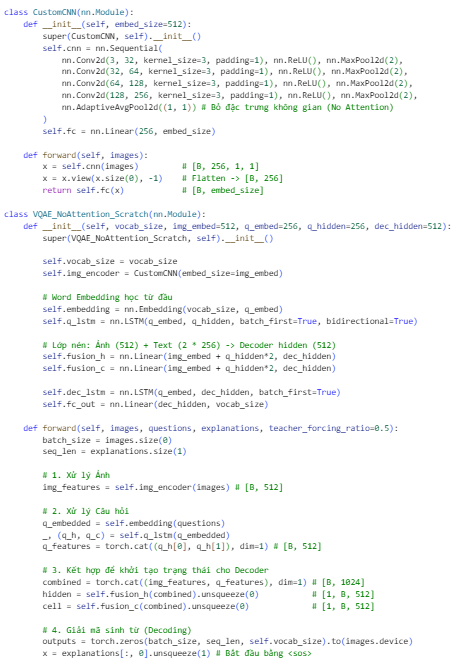 class CustomCNN(nn.Module):
    def __init__(self, embed_size=512):
        super(CustomCNN, self).__init__()
        self.cnn = nn.Sequential(
            nn.Conv2d(3, 32, kernel_size=3, padding=1), nn.ReLU(), nn.MaxPool2d(2),
            nn.Conv2d(32, 64, kernel_size=3, padding=1), nn.ReLU(), nn.MaxPool2d(2),
            nn.Conv2d(64, 128, kernel_size=3, padding=1), nn.ReLU(), nn.MaxPool2d(2),
            nn.Conv2d(128, 256, kernel_size=3, padding=1), nn.ReLU(), nn.MaxPool2d(2),
            nn.AdaptiveAvgPool2d((1, 1)) # Bỏ đặc trưng không gian (No Attention)
        )
        self.fc = nn.Linear(256, embed_size)

    def forward(self, images):
        x = self.cnn(images)         # [B, 256, 1, 1]
        x = x.view(x.size(0), -1)    # Flatten -> [B, 256]
        return self.fc(x)            # [B, embed_size]

class VQAE_NoAttention_Scratch(nn.Module):
    def __init__(self, vocab_size, img_embed=512, q_embed=256, q_hidden=256, dec_hidden=512):
        super(VQAE_NoAttention_Scratch, self).__init__()

        self.vocab_size = vocab_size
        self.img_encoder = CustomCNN(embed_size=img_embed)

        # Word Embedding học từ đầu
        self.embedding = nn.Embedding(vocab_size, q_embed)
        self.q_lstm = nn.LSTM(q_embed, q_hidden, batch_first=True, bidirectional=True)

        # Lớp nén: Ảnh (512) + Text (2 * 256) -> Decoder hidden (512)
        self.fusion_h = nn.Linear(img_embed + q_hidden*2, dec_hidden)
        self.fusion_c = nn.Linear(img_embed + q_hidden*2, dec_hidden)

        self.dec_lstm = nn.LSTM(q_embed, dec_hidden, batch_first=True)
        self.fc_out = nn.Linear(dec_hidden, vocab_size)

    def forward(self, images, questions, explanations, teacher_forcing_ratio=0.5):
        batch_size = images.size(0)
        seq_len = explanations.size(1)

        # 1. Xử lý Ảnh
        img_features = self.img_encoder(images) # [B, 512]

        # 2. Xử lý Câu hỏi
        q_embedded = self.embedding(questions)
        _, (q_h, q_c) = self.q_lstm(q_embedded)
        q_features = torch.cat((q_h[0], q_h[1]), dim=1) # [B, 512]

        # 3. Kết hợp để khởi tạo trạng thái cho Decoder
        combined = torch.cat((img_features, q_features), dim=1) # [B, 1024]
        hidden = self.fusion_h(combined).unsqueeze(0)           # [1, B, 512]
        cell = self.fusion_c(combined).unsqueeze(0)             # [1, B, 512]

        # 4. Giải mã sinh từ (Decoding)
        outputs = torch.zeros(batch_size, seq_len, self.vocab_size).to(images.device)
        x = explanations[:, 0].unsqueeze(1) # Bắt đầu bằng <sos>